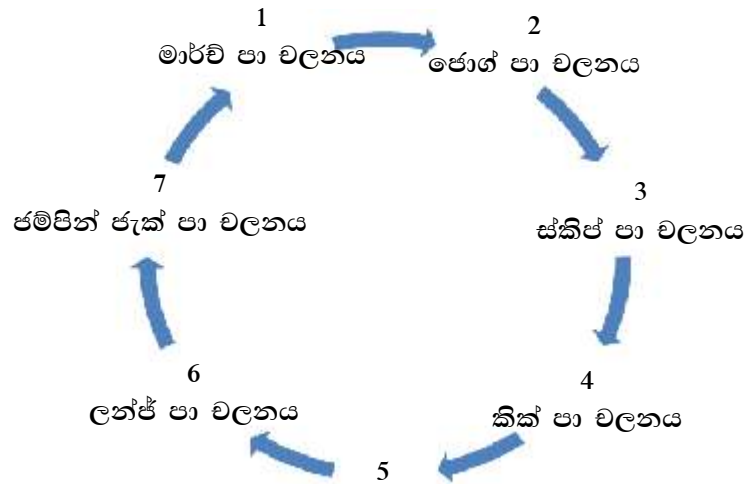 1
මාර්ච් පා චලනය
2
ජොග් පා චලනය
3
ස්කිප් පා චලනය
4
කික් පා චලනය
5
6
ලන්ජ් පා චලනය
7
ජම්පින් ජැක් පා චලනය